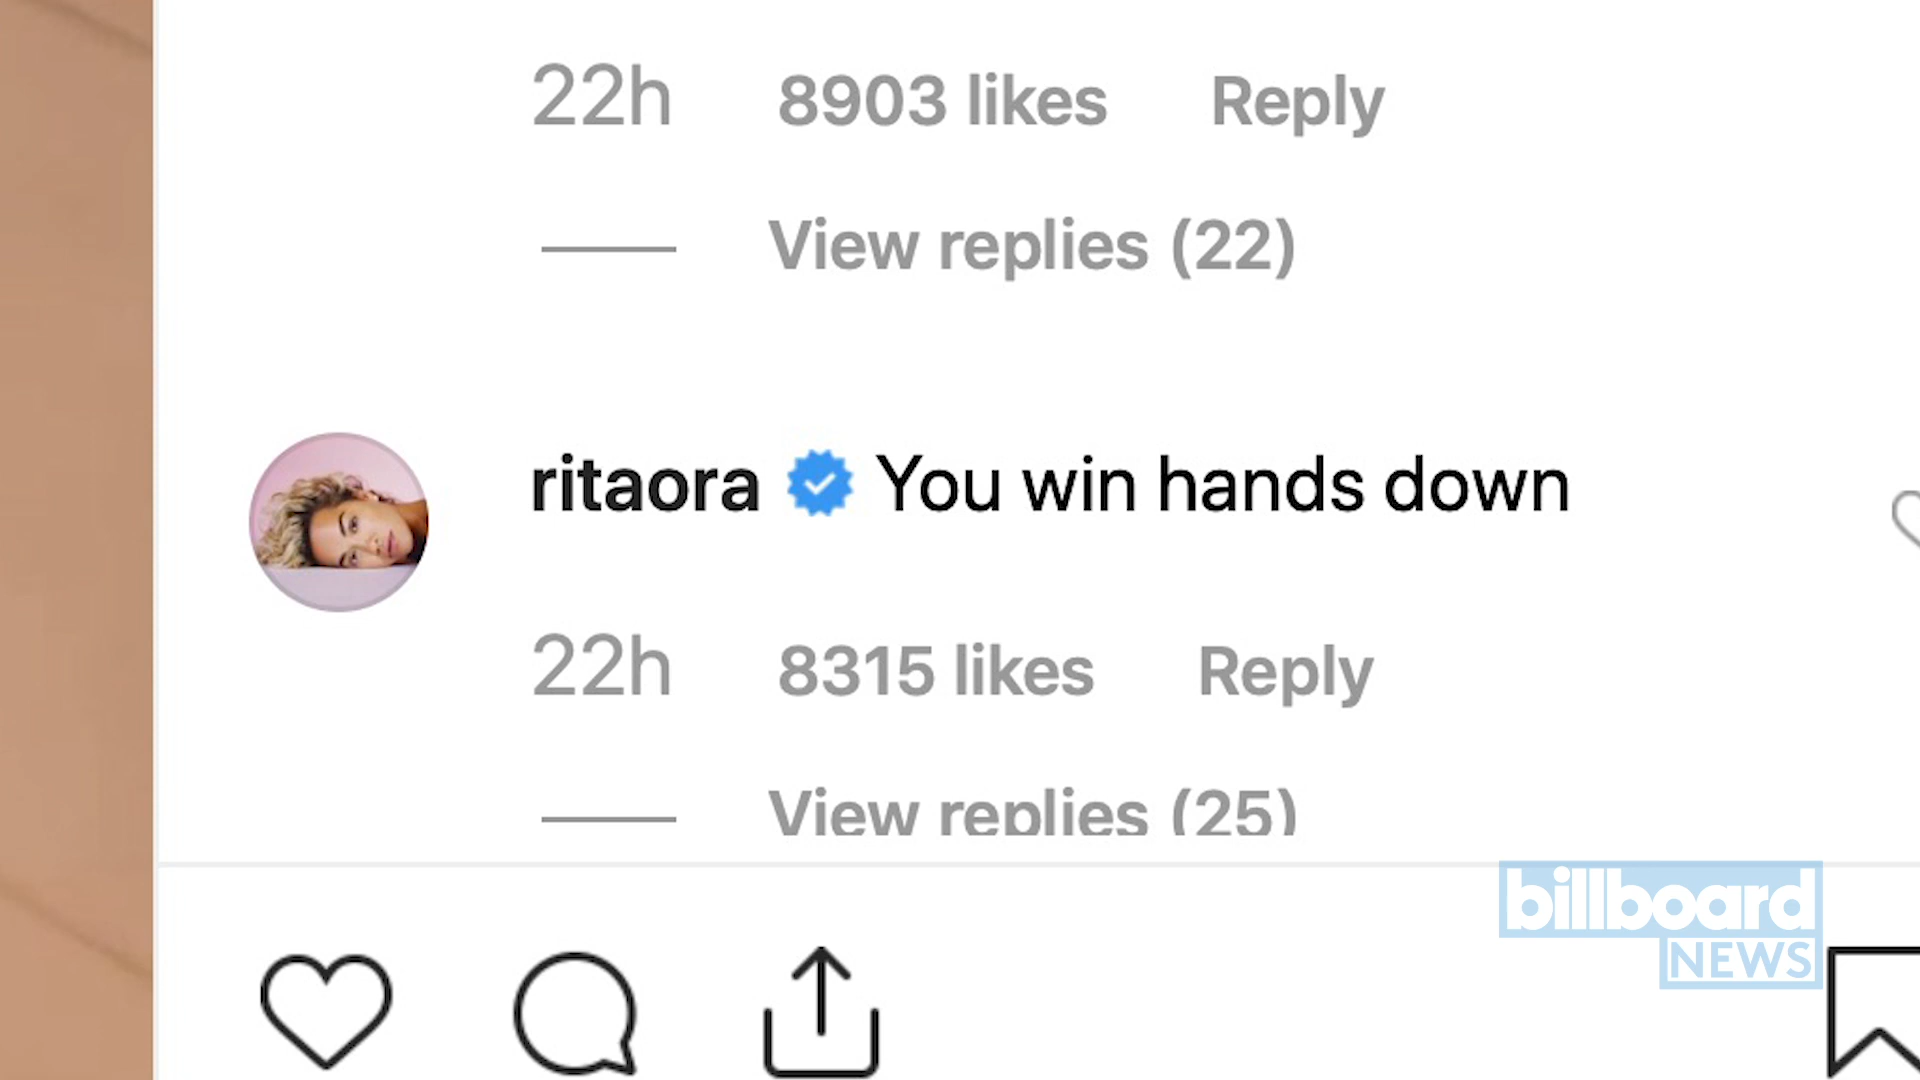 22h 8903 likes Reply
View replies (22)
ritaora You win hands down
22h 8315 likes Reply
View replies (25)
billboard
NEWS